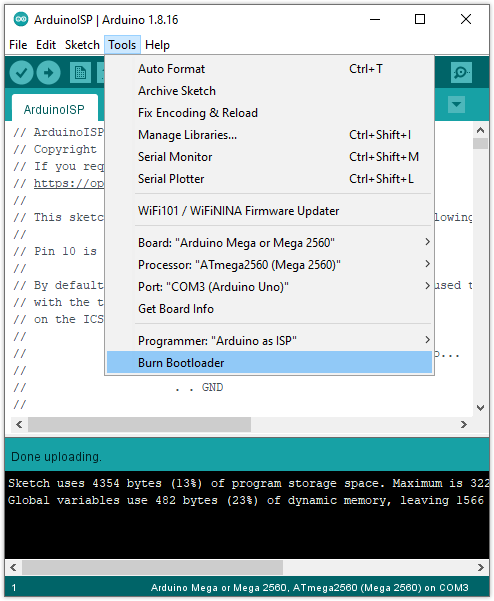 ArduinoISP | Arduino 1.8.16
File Edit Sketch Tools Help
Auto Format Ctrl+T
Archive Sketch
Fix Encoding & Reload
Manage Libraries... Ctrl+Shift+I
Serial Monitor Ctrl+Shift+M
Serial Plotter Ctrl+Shift+L
WiFi101 / WiFiNINA Firmware Updater
Board: "Arduino Mega or Mega 2560"
Processor: "ATmega2560 (Mega 2560)"
Port: "COM3 (Arduino Uno)"
Get Board Info
Programmer: "Arduino as ISP"
Burn Bootloader
ArduinoISP
// ArduinoISP
// Copyright
// If you req
// https://op
//
// This sketc lowing
//
// Pin 10 is
//
// By default used t
// with the t
// on the ICS
//
// o...
//
// . . GND
//
Done uploading.
Sketch uses 4354 bytes (13%) of program storage space. Maximum is 322
Global variables use 482 bytes (23%) of dynamic memory, leaving 1566
1 Arduino Mega or Mega 2560, ATmega2560 (Mega 2560) on COM3